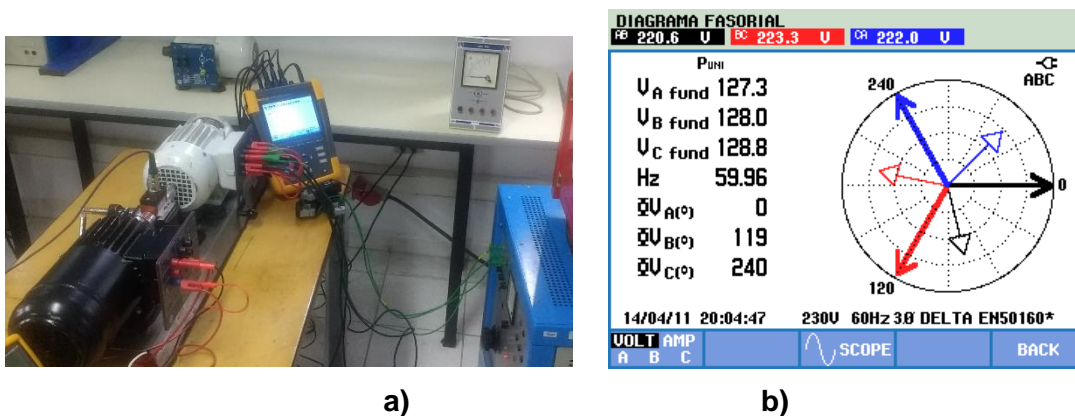 DIAGRAMA FASORIAL
AB 220.6 V BC 223.3 V CA 222.0 V
PUNI
VA fund 127.3
VB fund 128.0
VC fund 128.8
Hz 59.96
ΦVA(°) 0
ΦVB(°) 119
ΦVC(°) 240
ABC
240
0
120
14/04/11 20:04:47 230V 60Hz 3Ø DELTA EN50160*
VOLT AMP
A B C
SCOPE
BACK
a) b)